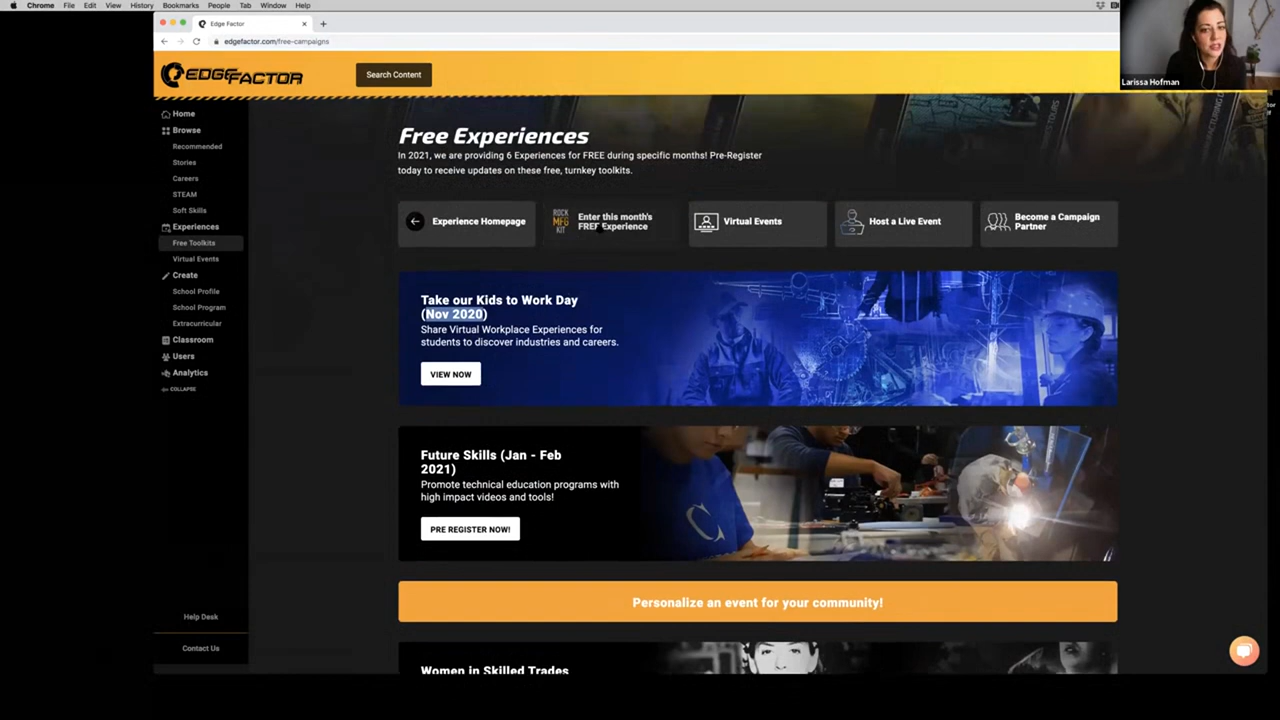 Chrome File Edit View History Bookmarks People Tab Window Help
Edge Factor
edgefactor.com/free-campaigns
Larissa Hofman
EDGE FACTOR
Search Content
Home
Browse
Recommended
Stories
Careers
STEAM
Soft Skills
Experiences
Free Toolkits
Virtual Events
Create
School Profile
School Program
Extracurricular
Classroom
Users
Analytics
COLLAPSE
Help Desk
Contact Us
Free Experiences
In 2021, we are providing 6 Experiences for FREE during specific months! Pre-Register
today to receive updates on these free, turnkey toolkits.
Experience Homepage
ROCK
MFG
KIT
Enter this month's
FREE Experience
Virtual Events
Host a Live Event
Become a Campaign
Partner
Take our Kids to Work Day
(Nov 2020)
Share Virtual Workplace Experiences for
students to discover industries and careers.
VIEW NOW
Future Skills (Jan - Feb
2021)
Promote technical education programs with
high impact videos and tools!
PRE REGISTER NOW!
Personalize an event for your community!
Women in Skilled Trades